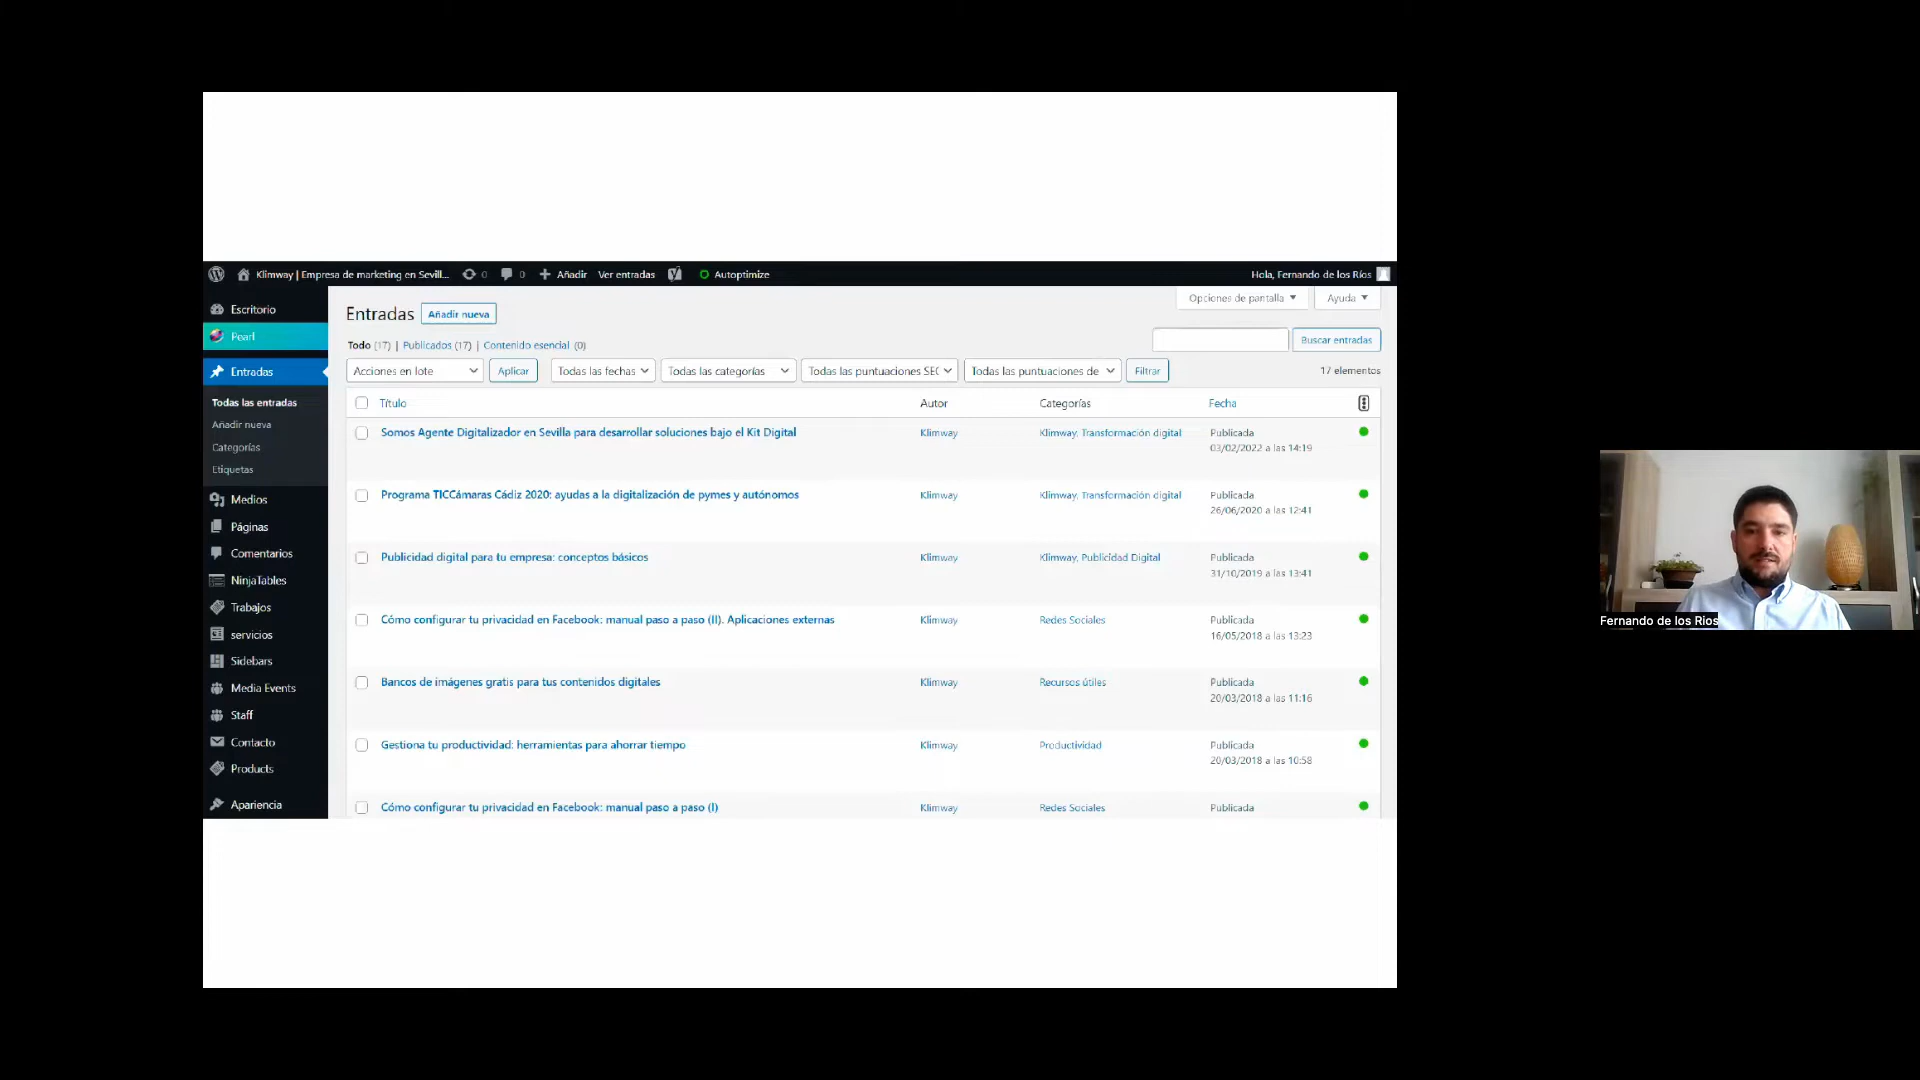 Klimway | Empresa de marketing en Sevill... 0 0 Añadir Ver entradas Autoptimize Hola, Fernando de los Ríos
Escritorio
Pearl
Entradas
Todas las entradas
Añadir nueva
Categorías
Etiquetas
Medios
Páginas
Comentarios
NinjaTables
Trabajos
servicios
Sidebars
Media Events
Staff
Contacto
Products
Apariencia
Opciones de pantalla Ayuda
Entradas Añadir nueva
Todo (17) | Publicados (17) | Contenido esencial (0)
Buscar entradas
Acciones en lote Aplicar Todas las fechas Todas las categorías Todas las puntuaciones SEC Todas las puntuaciones de Filtrar 17 elementos
Título Autor Categorías Fecha
Somos Agente Digitalizador en Sevilla para desarrollar soluciones bajo el Kit Digital Klimway Klimway, Transformación digital Publicada
03/02/2022 a las 14:19
Programa TICCámaras Cádiz 2020: ayudas a la digitalización de pymes y autónomos Klimway Klimway, Transformación digital Publicada
26/06/2020 a las 12:41
Publicidad digital para tu empresa: conceptos básicos Klimway Klimway, Publicidad Digital Publicada
31/10/2019 a las 13:41
Cómo configurar tu privacidad en Facebook: manual paso a paso (II). Aplicaciones externas Klimway Redes Sociales Publicada
16/05/2018 a las 13:23
Bancos de imágenes gratis para tus contenidos digitales Klimway Recursos útiles Publicada
20/03/2018 a las 11:16
Gestiona tu productividad: herramientas para ahorrar tiempo Klimway Productividad Publicada
20/03/2018 a las 10:58
Cómo configurar tu privacidad en Facebook: manual paso a paso (I) Klimway Redes Sociales Publicada
Fernando de los Rios